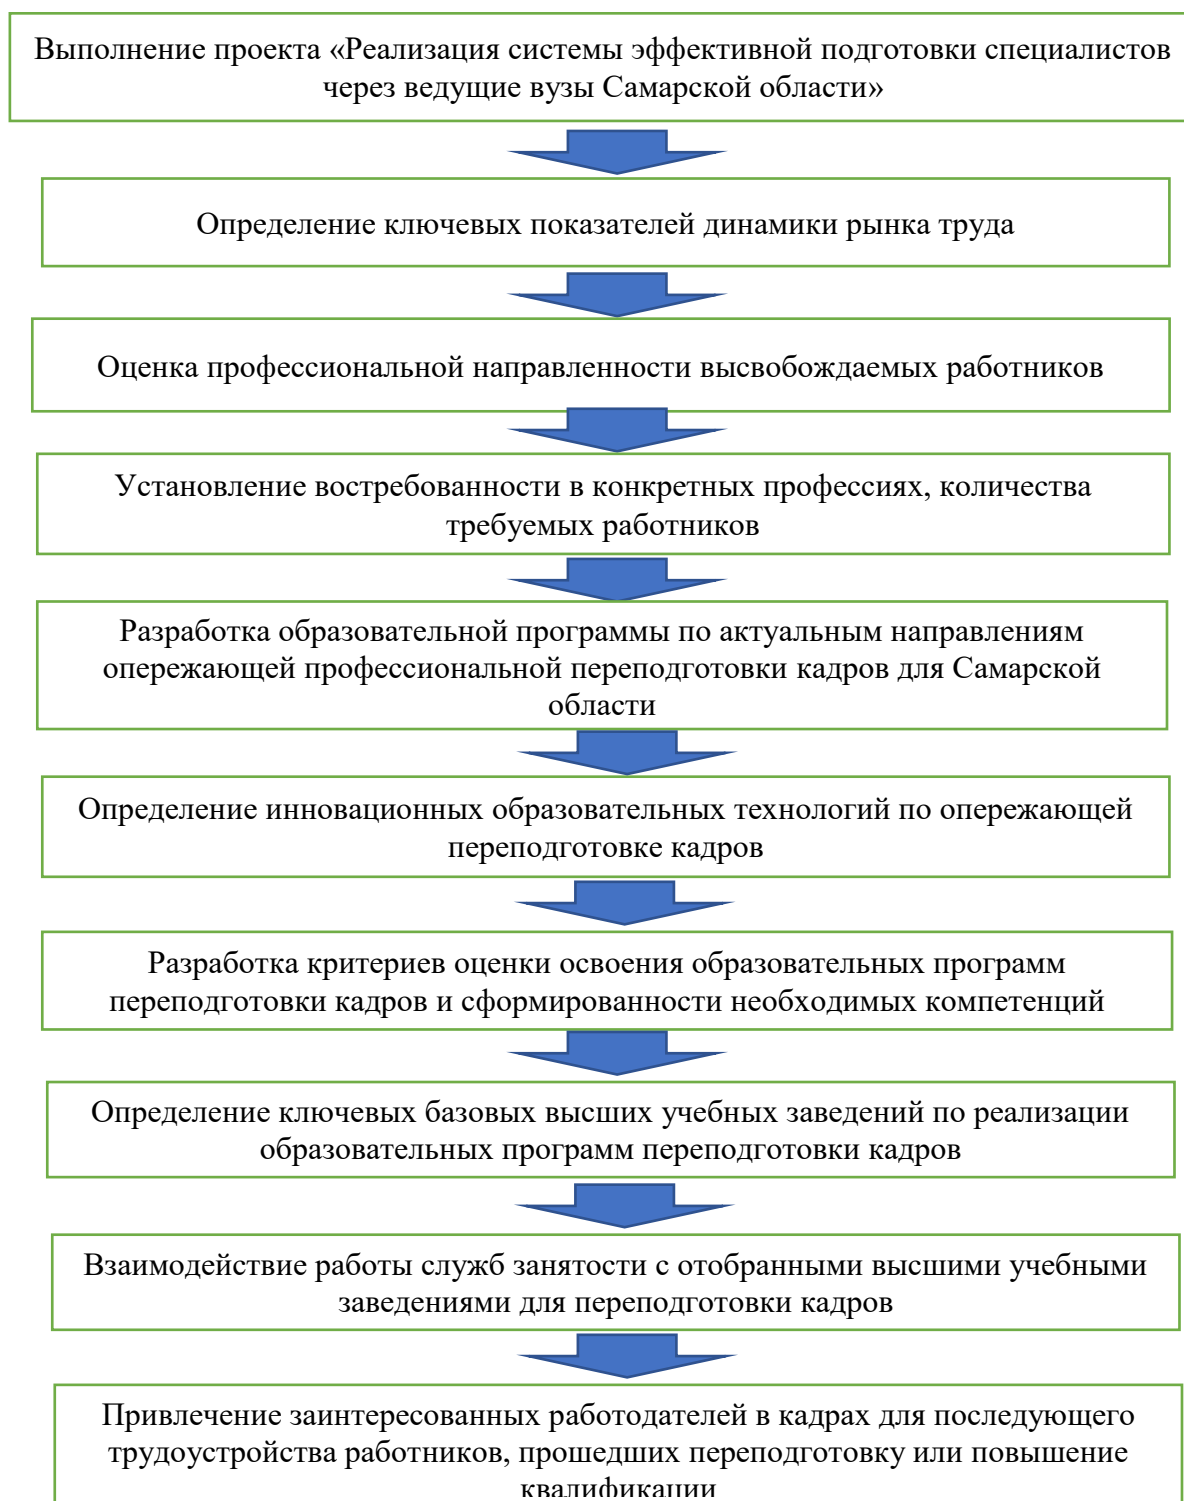 Выполнение проекта «Реализация системы эффективной подготовки специалистов
через ведущие вузы Самарской области»
Определение ключевых показателей динамики рынка труда
Оценка профессиональной направленности высвобождаемых работников
Установление востребованности в конкретных профессиях, количества
требуемых работников
Разработка образовательной программы по актуальным направлениям
опережающей профессиональной переподготовки кадров для Самарской
области
Определение инновационных образовательных технологий по опережающей
переподготовке кадров
Разработка критериев оценки освоения образовательных программ
переподготовки кадров и сформированности необходимых компетенций
Определение ключевых базовых высших учебных заведений по реализации
образовательных программ переподготовки кадров
Взаимодействие работы служб занятости с отобранными высшими учебными
заведениями для переподготовки кадров
Привлечение заинтересованных работодателей в кадрах для последующего
трудоустройства работников, прошедших переподготовку или повышение
квалификации